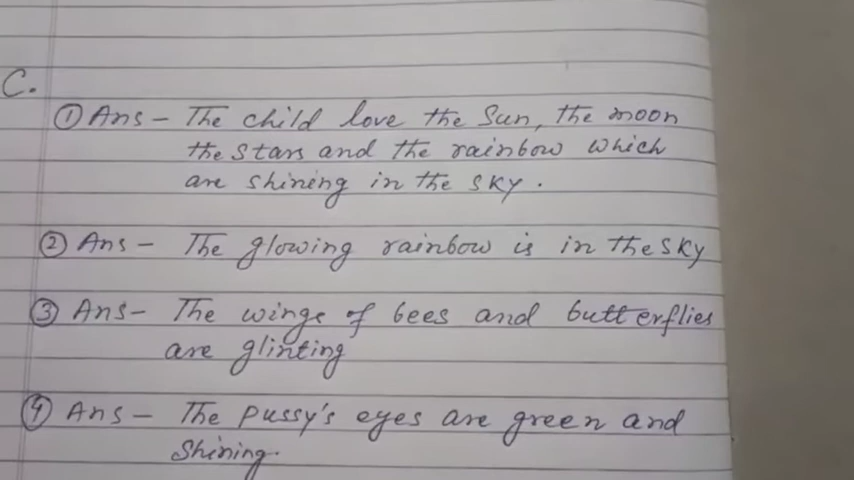 C.
① Ans - The child love the Sun, the moon
the stars and the rainbow which
are shining in the sky.
② Ans - The glowing rainbow is in the sky
③ Ans - The wings of bees and butterflies
are glinting
④ Ans - The pussy's eyes are green and
Shining.